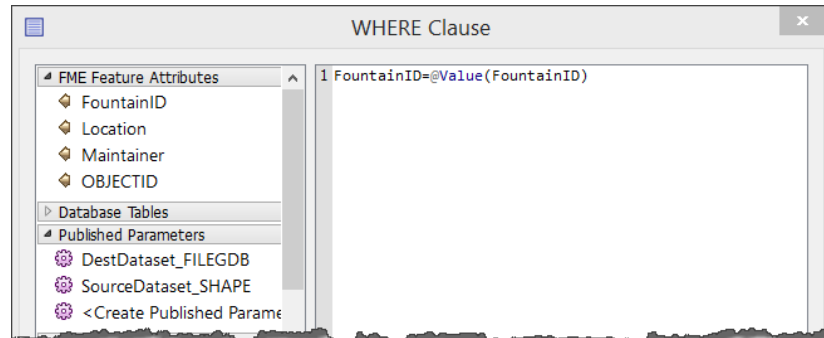 WHERE Clause
x
FME Feature Attributes
FountainID
Location
Maintainer
OBJECTID
Database Tables
Published Parameters
DestDataset_FILEGDB
SourceDataset_SHAPE
<Create Published Parame
1 FountainID=@Value(FountainID)